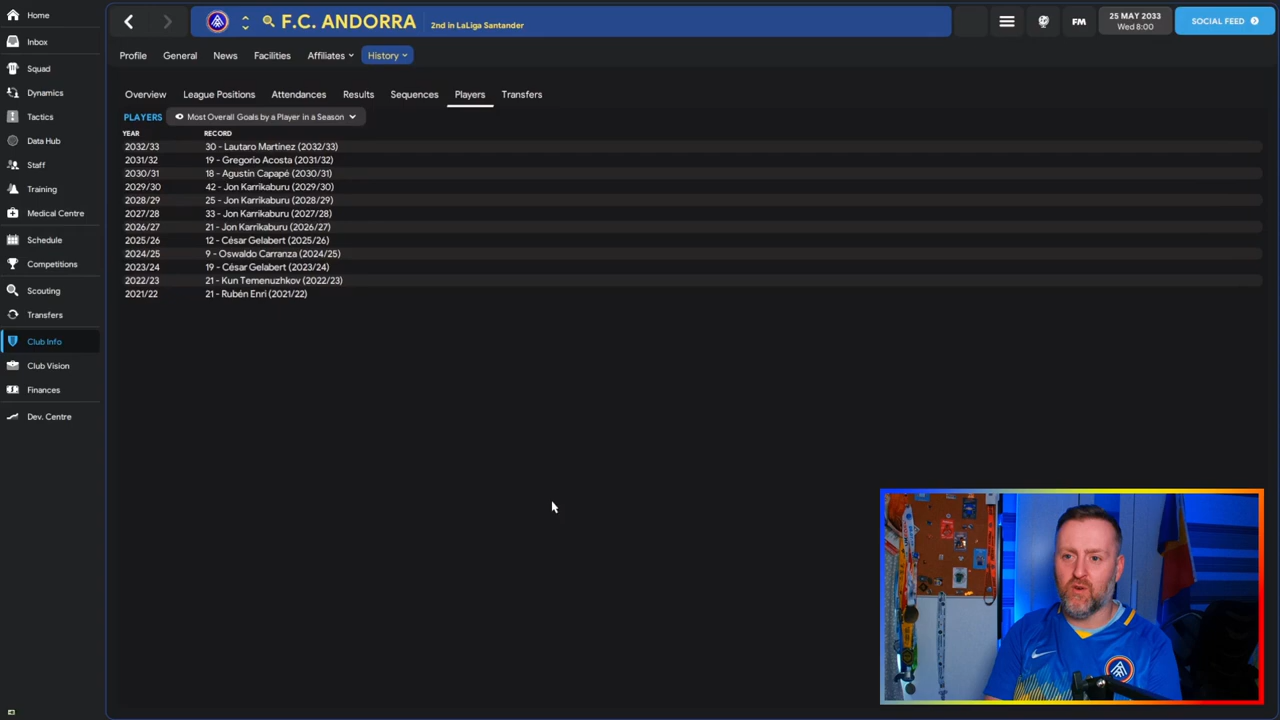 Home
F.C. ANDORRA
2nd in LaLiga Santander
FM
25 MAY 2033
Wed 8:00
SOCIAL FEED
Inbox
Squad
Dynamics
Tactics
Data Hub
Staff
Training
Medical Centre
Schedule
Competitions
Scouting
Transfers
Club Info
Club Vision
Finances
Dev. Centre
Profile General News Facilities Affiliates History
Overview League Positions Attendances Results Sequences Players Transfers
PLAYERS Most Overall Goals by a Player in a Season
YEAR RECORD
2032/33 30 - Lautaro Martínez (2032/33)
2031/32 19 - Gregorio Acosta (2031/32)
2030/31 18 - Agustín Capapé (2030/31)
2029/30 42 - Jon Karrikaburu (2029/30)
2028/29 25 - Jon Karrikaburu (2028/29)
2027/28 33 - Jon Karrikaburu (2027/28)
2026/27 21 - Jon Karrikaburu (2026/27)
2025/26 12 - César Gelabert (2025/26)
2024/25 9 - Oswaldo Carranza (2024/25)
2023/24 19 - César Gelabert (2023/24)
2022/23 21 - Kun Temenuzhkov (2022/23)
2021/22 21 - Rubén Enri (2021/22)